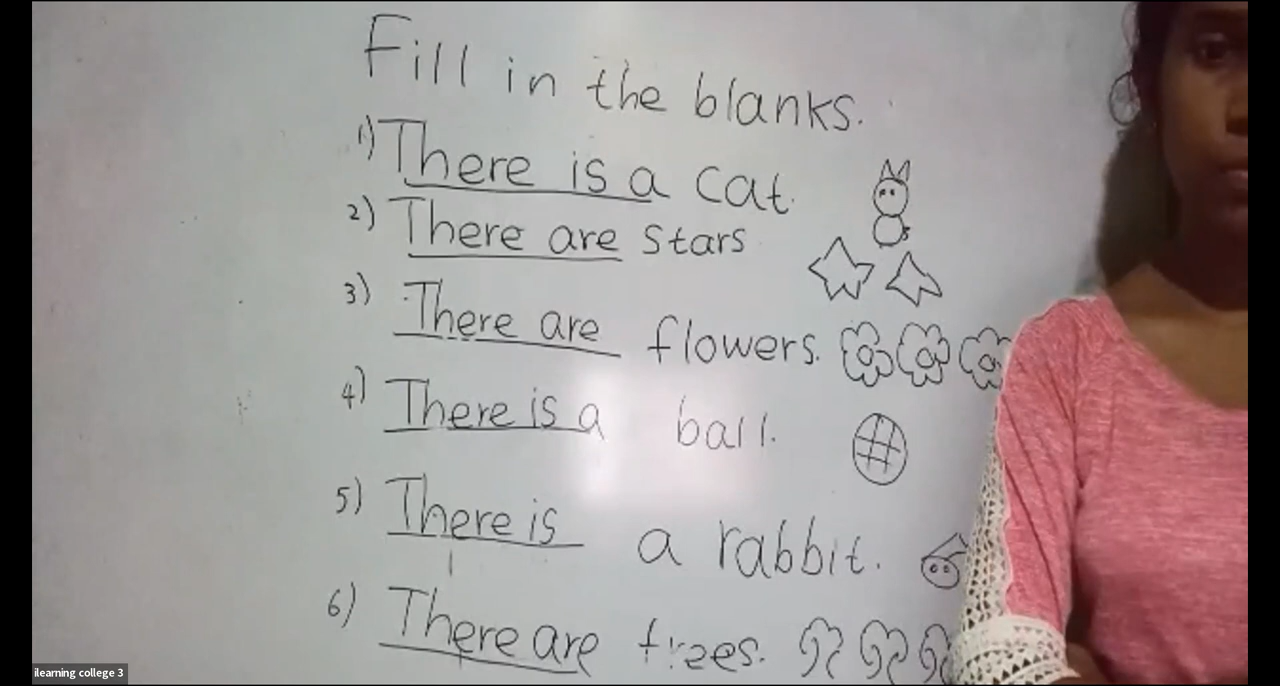 Fill in the blanks.
1) There is a cat.
2) There are stars
3) There are flowers.
4) There is a ball.
5) There is a rabbit.
6) There are trees.
ilearning college 3